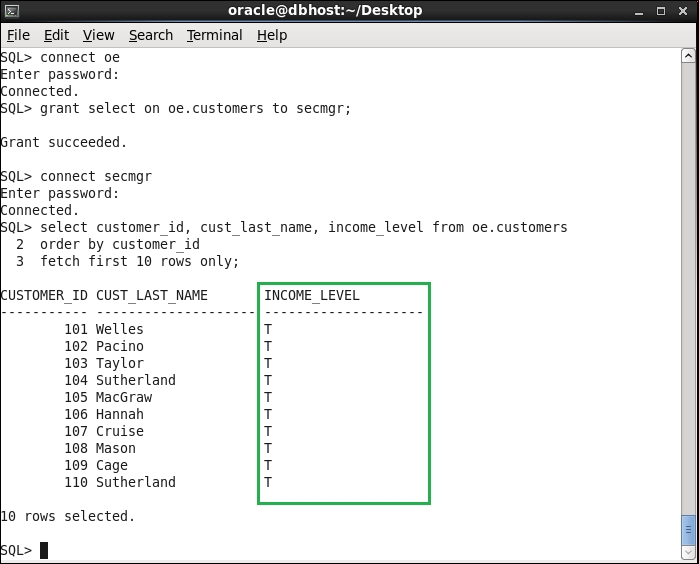 oracle@dbhost:~/Desktop
File Edit View Search Terminal Help
SQL> connect oe
Enter password:
Connected.
SQL> grant select on oe.customers to secmgr;
Grant succeeded.
SQL> connect secmgr
Enter password:
Connected.
SQL> select customer_id, cust_last_name, income_level from oe.customers
  2  order by customer_id
  3  fetch first 10 rows only;
CUSTOMER_ID CUST_LAST_NAME       INCOME_LEVEL
----------- -------------------- --------------------
        101 Welles               T
        102 Pacino               T
        103 Taylor               T
        104 Sutherland           T
        105 MacGraw              T
        106 Hannah               T
        107 Cruise               T
        108 Mason                T
        109 Cage                 T
        110 Sutherland           T
10 rows selected.
SQL>